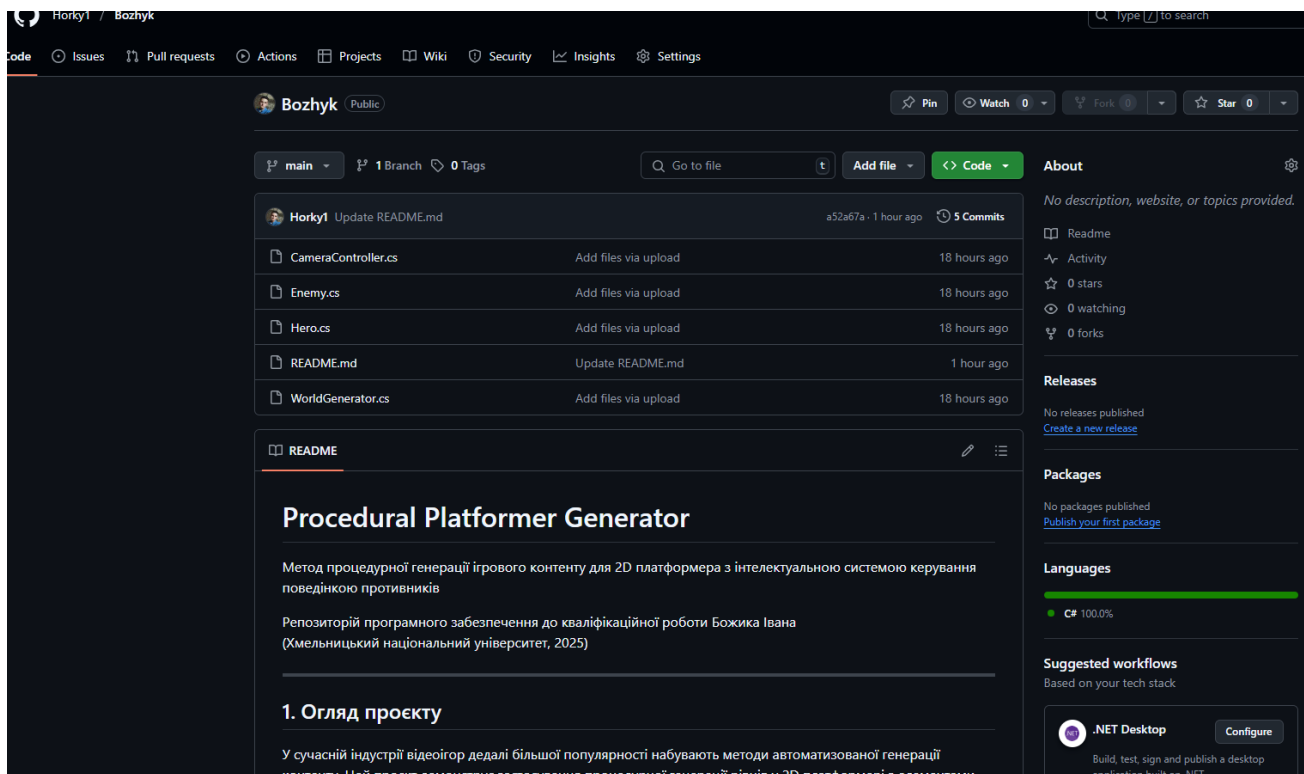 Horky1 / Bozhyk
Type / to search
Code Issues Pull requests Actions Projects Wiki Security Insights Settings
Bozhyk Public
Pin Watch 0 Fork 0 Star 0
main 1 Branch 0 Tags
Go to file t Add file <> Code
Horky1 Update README.md a52a67a · 1 hour ago 5 Commits
CameraController.cs Add files via upload 18 hours ago
Enemy.cs Add files via upload 18 hours ago
Hero.cs Add files via upload 18 hours ago
README.md Update README.md 1 hour ago
WorldGenerator.cs Add files via upload 18 hours ago
README
Procedural Platformer Generator
Метод процедурної генерації ігрового контенту для 2D платформера з інтелектуальною системою керування
поведінкою противників
Репозиторій програмного забезпечення до кваліфікаційної роботи Божика Івана
(Хмельницький національний університет, 2025)
1. Огляд проєкту
У сучасній індустрії відеоігор дедалі більшої популярності набувають методи автоматизованої генерації
About
No description, website, or topics provided.
Readme
Activity
0 stars
0 watching
0 forks
Releases
No releases published
Create a new release
Packages
No packages published
Publish your first package
Languages
C# 100.0%
Suggested workflows
Based on your tech stack
.NET
.NET Desktop
Configure
Build, test, sign and publish a desktop